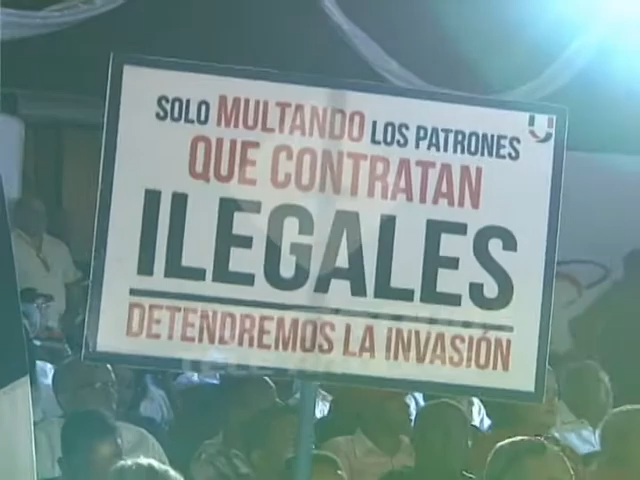 SOLO MULTANDO LOS PATRONES
QUE CONTRATAN
ILEGALES
DETENDREMOS LA INVASIÓN